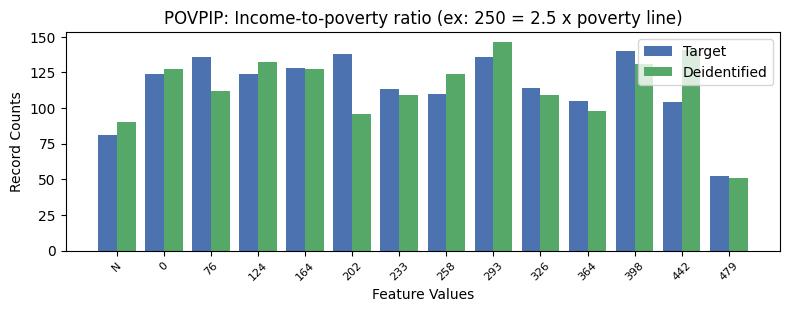 POVPIP: Income-to-poverty ratio (ex: 250 = 2.5 x poverty line)
150
125
100
75
50
25
0
Record Counts
Target
Deidentified
N 0 76 124 164 202 233 258 293 326 364 398 442 479
Feature Values